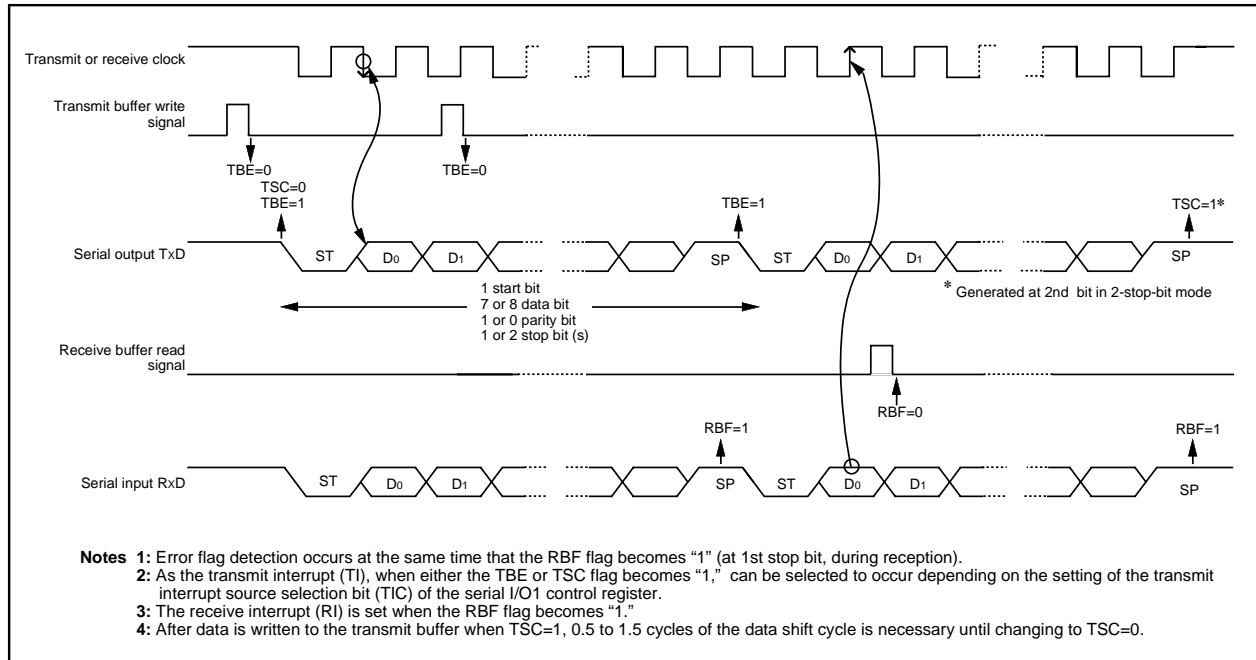 Transmit or receive clock
Transmit buffer write
signal
TBE=0
TBE=0
TSC=0
TBE=1
TBE=1
TSC=1*
Serial output TxD
ST
D0
D1
SP
ST
D0
D1
SP
* Generated at 2nd bit in 2-stop-bit mode
1 start bit
7 or 8 data bit
1 or 0 parity bit
1 or 2 stop bit (s)
Receive buffer read
signal
RBF=0
RBF=1
RBF=1
Serial input RxD
ST
D0
D1
SP
ST
D0
D1
SP
Notes 1: Error flag detection occurs at the same time that the RBF flag becomes “1” (at 1st stop bit, during reception).
2: As the transmit interrupt (TI), when either the TBE or TSC flag becomes “1,” can be selected to occur depending on the setting of the transmit
interrupt source selection bit (TIC) of the serial I/O1 control register.
3: The receive interrupt (RI) is set when the RBF flag becomes “1.”
4: After data is written to the transmit buffer when TSC=1, 0.5 to 1.5 cycles of the data shift cycle is necessary until changing to TSC=0.